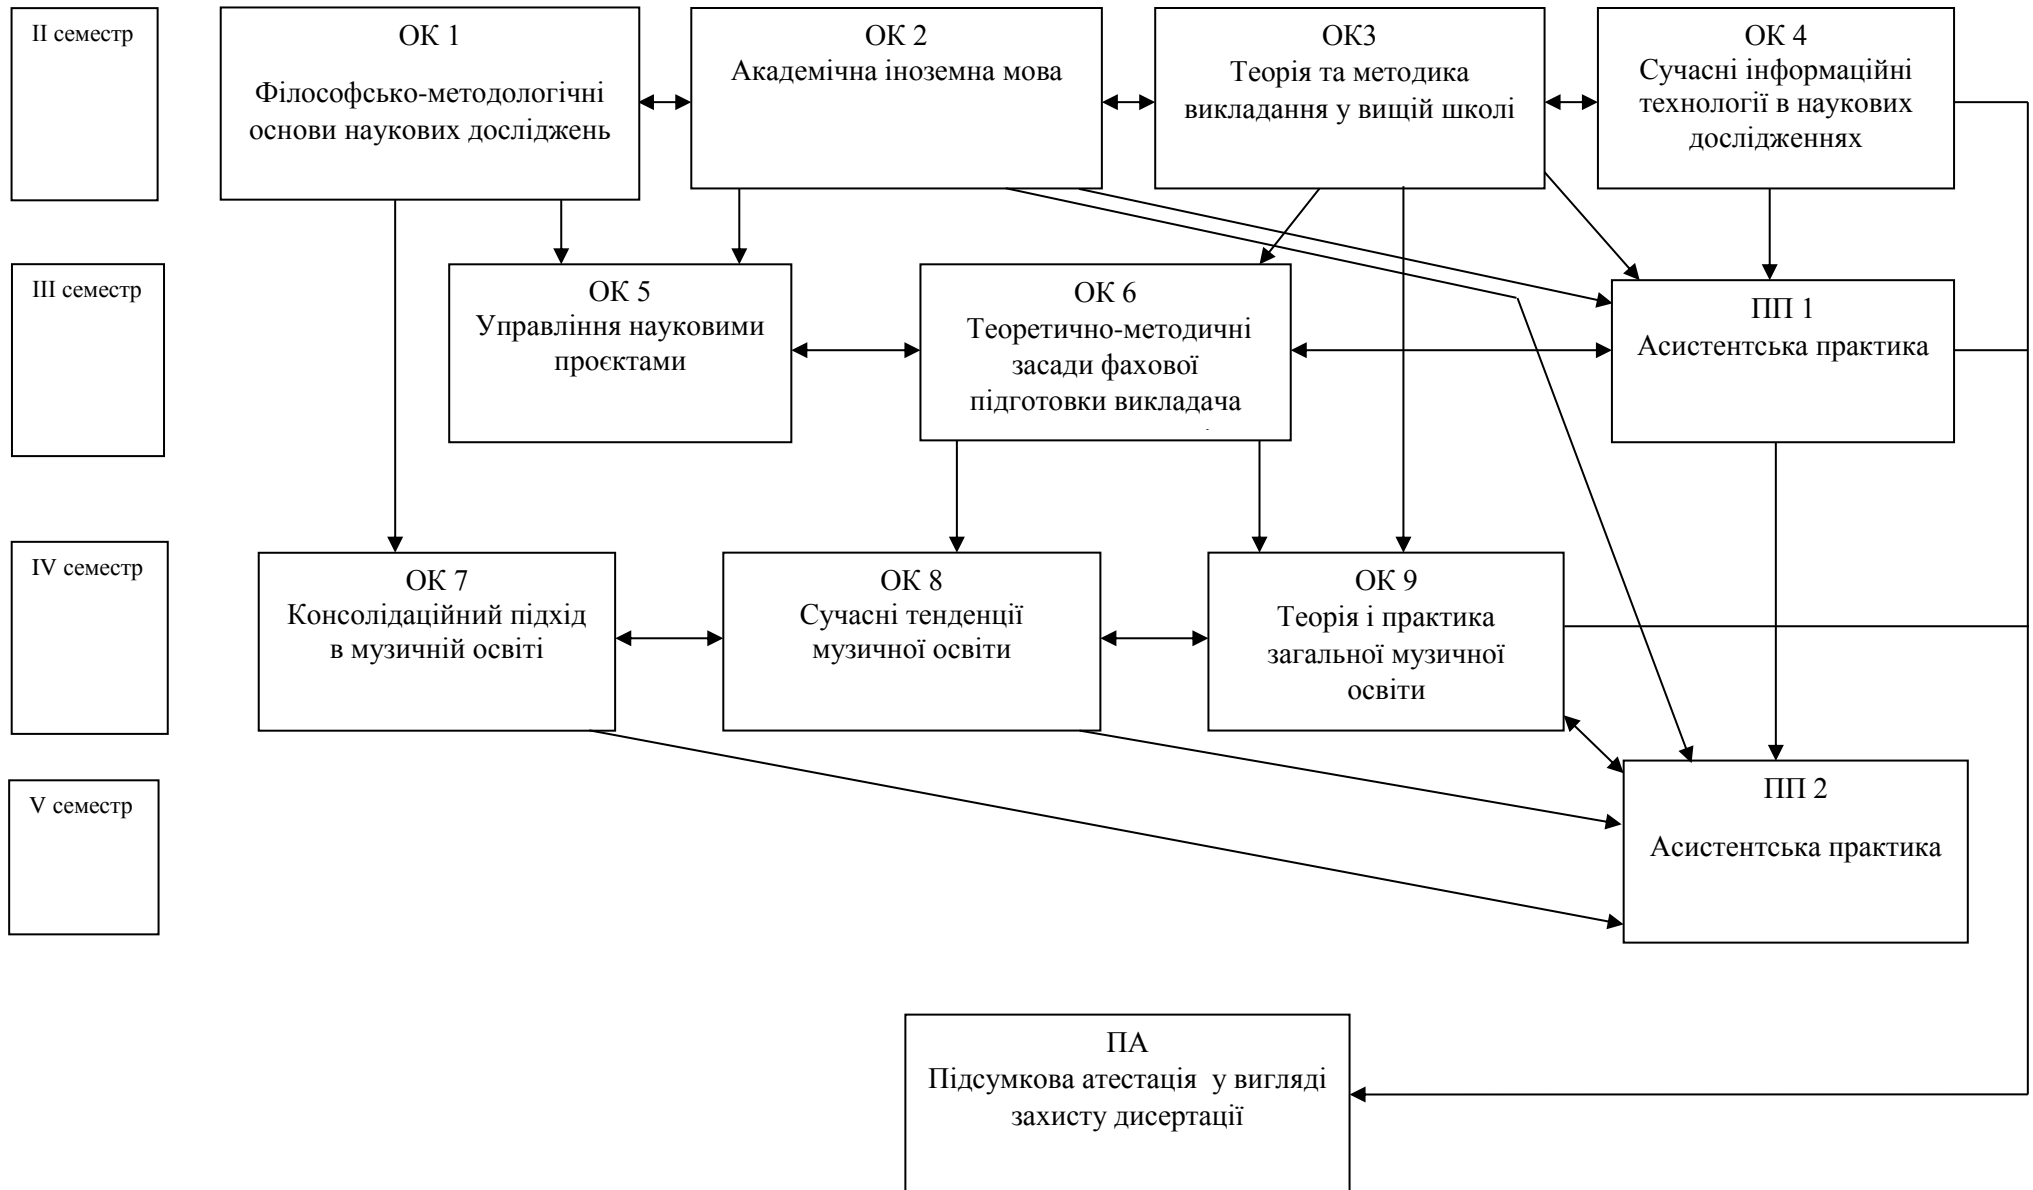 II семестр
ОК 1
Філософсько-методологічні
основи наукових досліджень
ОК 2
Академічна іноземна мова
ОК3
Теорія та методика
викладання у вищій школі
ОК 4
Сучасні інформаційні
технології в наукових
дослідженнях
III семестр
ОК 5
Управління науковими
проєктами
ОК 6
Теоретично-методичні
засади фахової
підготовки викладача
ПП 1
Асистентська практика
IV семестр
ОК 7
Консолідаційний підхід
в музичній освіті
ОК 8
Сучасні тенденції
музичної освіти
ОК 9
Теорія і практика
загальної музичної
освіти
V семестр
ПП 2
Асистентська практика
ПА
Підсумкова атестація у вигляді
захисту дисертації